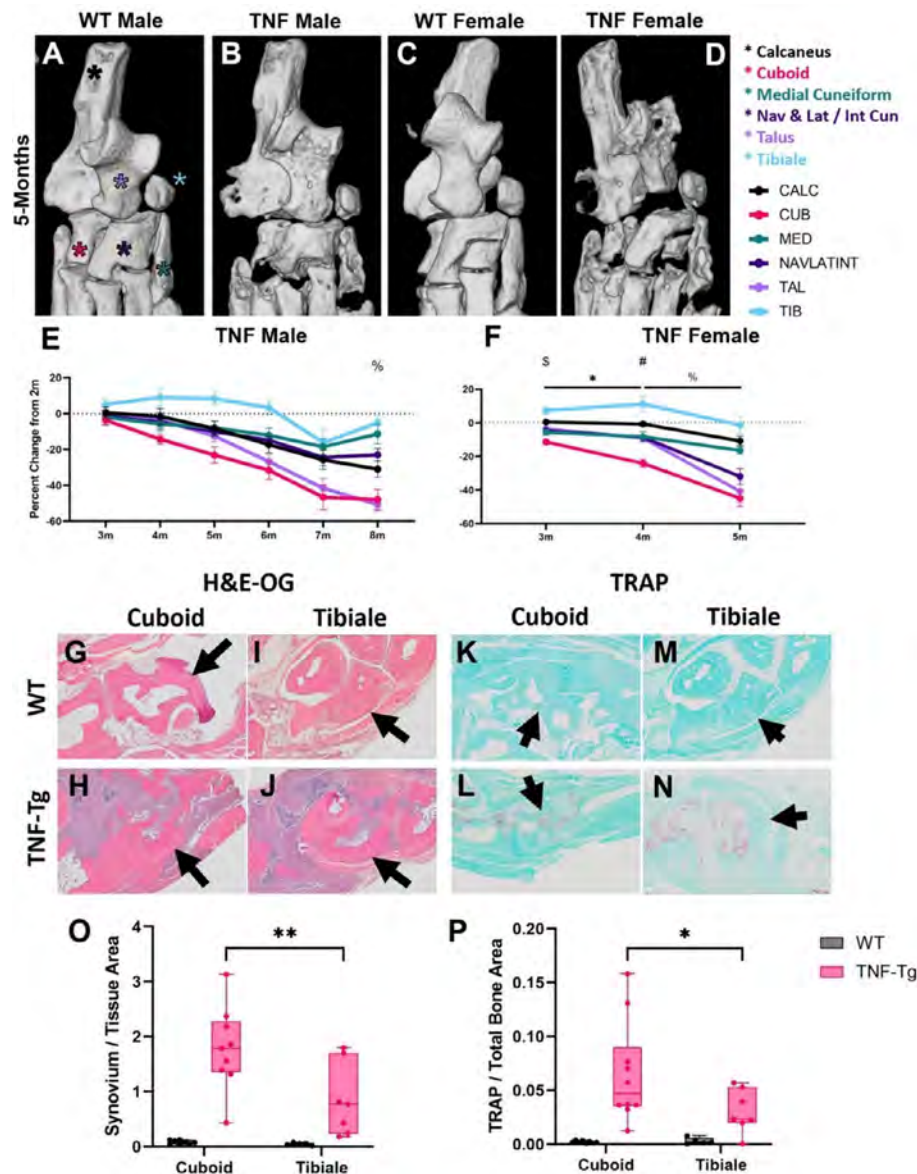 WT Male TNF Male WT Female TNF Female
A B C D
5-Months
* Calcaneus
* Cuboid
* Medial Cuneiform
* Nav & Lat / Int Cun
* Talus
* Tibiale
CALC
CUB
MED
NAVLATINT
TAL
TIB
E TNF Male
%
Percent Change from 2m
20
0
-20
-40
-60
3m 4m 5m 6m 7m 8m
F TNF Female
$ * # %
20
0
-20
-40
-60
3m 4m 5m
H&E-OG TRAP
Cuboid Tibiale Cuboid Tibiale
WT
G I K M
TNF-Tg
H J L N
O
**
Synovium / Tissue Area
4
3
2
1
0
Cuboid Tibiale
P
*
TRAP / Total Bone Area
0.20
0.15
0.10
0.05
0.00
Cuboid Tibiale
WT
TNF-Tg